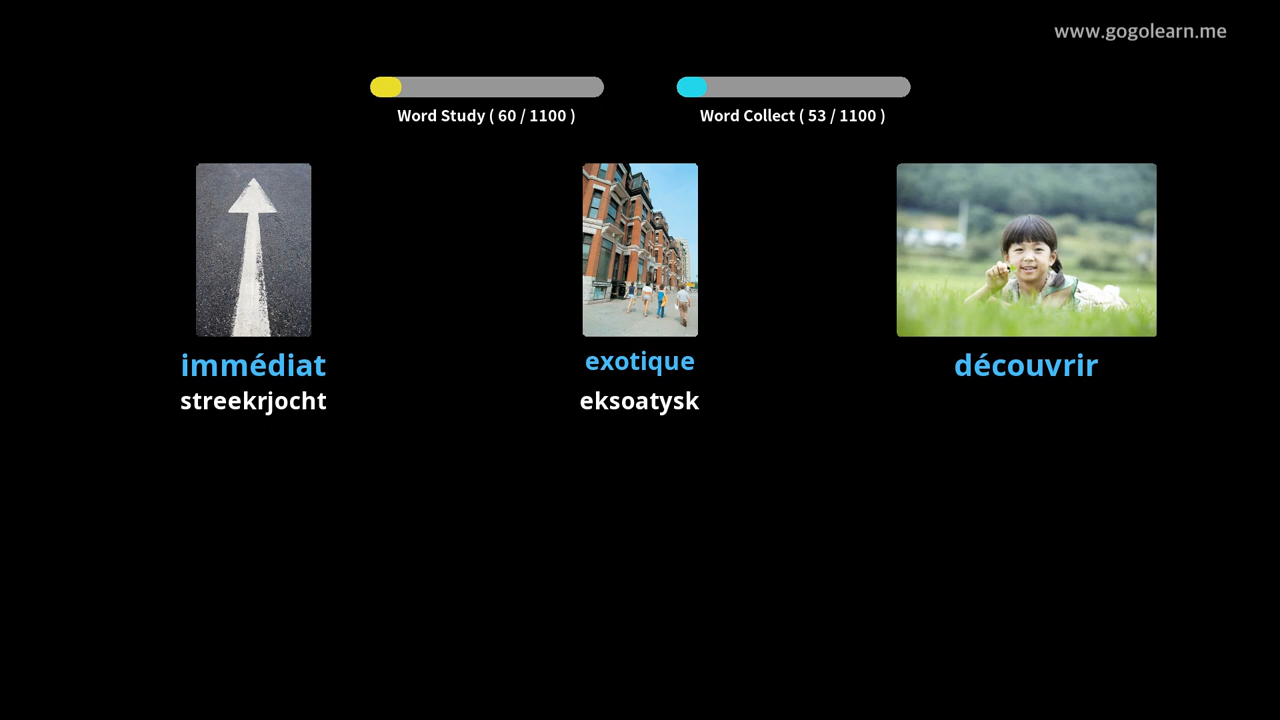 www.gogolearn.me
Word Study ( 60 / 1100 )
Word Collect ( 53 / 1100 )
immédiat
streekrjocht
exotique
eksoatysk
découvrir